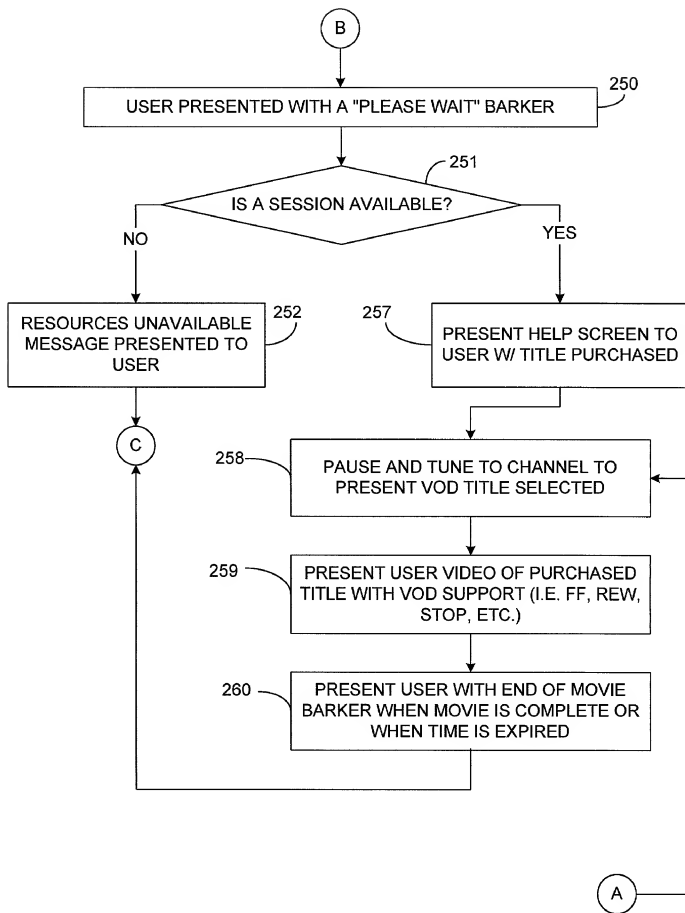 B
USER PRESENTED WITH A "PLEASE WAIT" BARKER
250
251
IS A SESSION AVAILABLE?
NO
YES
RESOURCES UNAVAILABLE
MESSAGE PRESENTED TO
USER
252
257
PRESENT HELP SCREEN TO
USER W/ TITLE PURCHASED
C
258
PAUSE AND TUNE TO CHANNEL TO
PRESENT VOD TITLE SELECTED
259
PRESENT USER VIDEO OF PURCHASED
TITLE WITH VOD SUPPORT (I.E. FF, REW,
STOP, ETC.)
260
PRESENT USER WITH END OF MOVIE
BARKER WHEN MOVIE IS COMPLETE OR
WHEN TIME IS EXPIRED
A